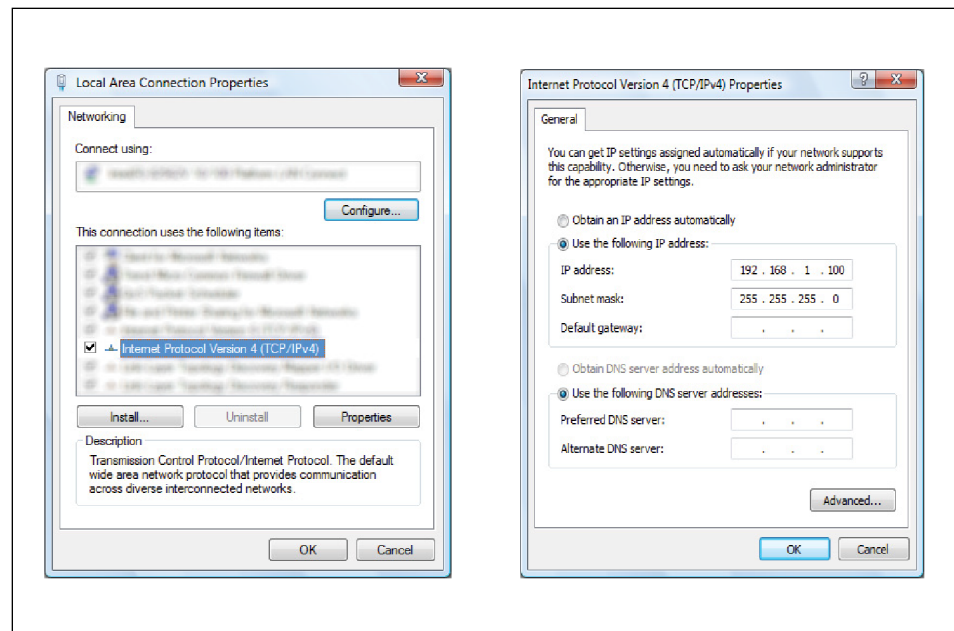 Local Area Connection Properties
Networking
Connect using:
Configure...
This connection uses the following items:
Internet Protocol Version 4 (TCP/IPv4)
Install...
Uninstall
Properties
Description
Transmission Control Protocol/Internet Protocol. The default
wide area network protocol that provides communication
across diverse interconnected networks.
OK
Cancel
Internet Protocol Version 4 (TCP/IPv4) Properties
General
You can get IP settings assigned automatically if your network supports
this capability. Otherwise, you need to ask your network administrator
for the appropriate IP settings.
Obtain an IP address automatically
Use the following IP address:
IP address: 192 . 168 . 1 . 100
Subnet mask: 255 . 255 . 255 . 0
Default gateway: . . .
Obtain DNS server address automatically
Use the following DNS server addresses:
Preferred DNS server: . . .
Alternate DNS server: . . .
Advanced...
OK
Cancel